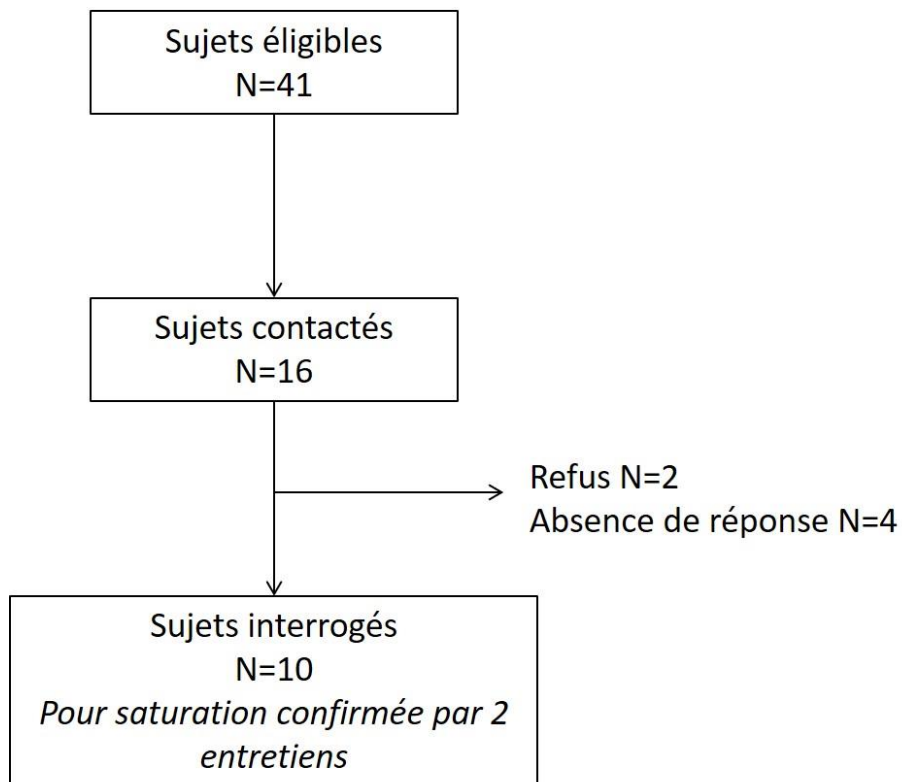 Sujets éligibles
N=41
Sujets contactés
N=16
Refus N=2
Absence de réponse N=4
Sujets interrogés
N=10
Pour saturation confirmée par 2
entretiens